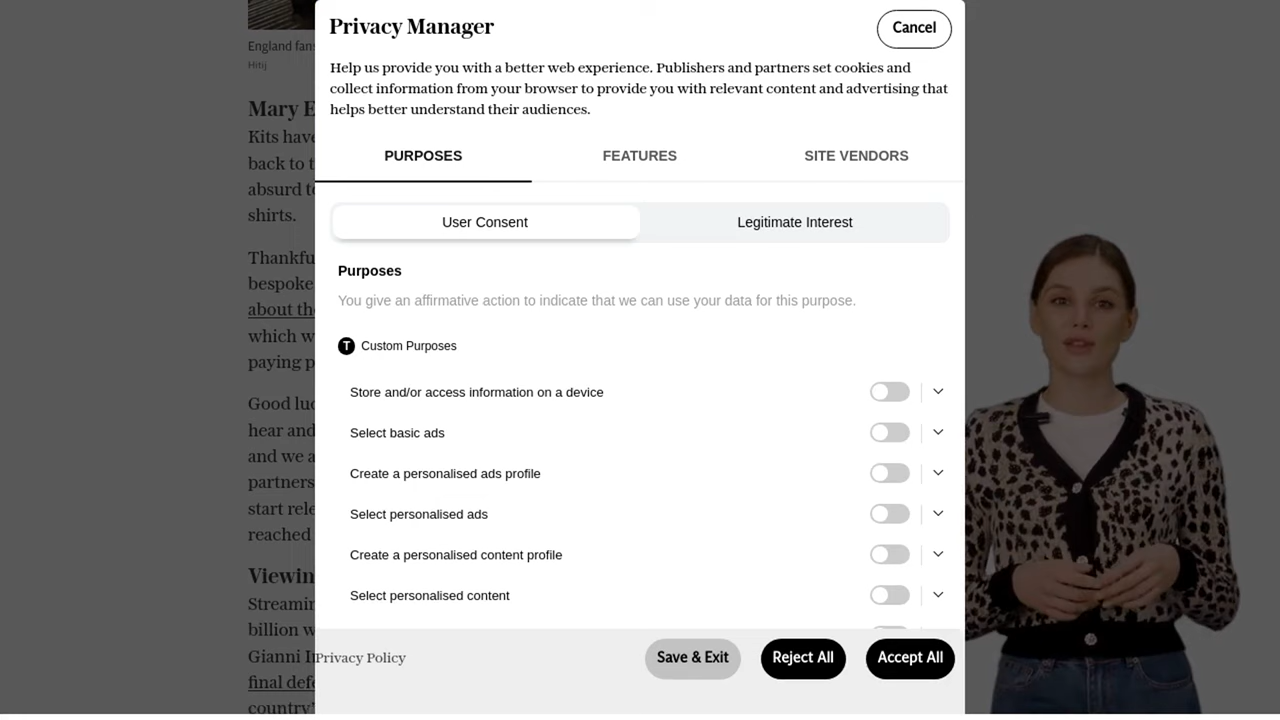 Privacy Manager
Cancel
Help us provide you with a better web experience. Publishers and partners set cookies and
collect information from your browser to provide you with relevant content and advertising that
helps better understand their audiences.
PURPOSES
FEATURES
SITE VENDORS
User Consent
Legitimate Interest
Purposes
You give an affirmative action to indicate that we can use your data for this purpose.
T Custom Purposes
Store and/or access information on a device
Select basic ads
Create a personalised ads profile
Select personalised ads
Create a personalised content profile
Select personalised content
Privacy Policy
Save & Exit
Reject All
Accept All
England fans
Hitij
Mary E
Kits have
back to t
absurd to
shirts.
Thankfu
bespoke
about the
which w
paying p
Good luc
hear and
and we a
partners
start rele
reached
Viewin
Streamin
billion w
Gianni I
final defe
country'